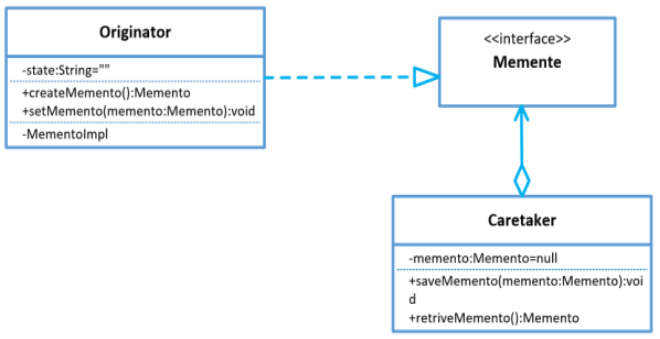 Originator
-state:String=""
+createMemento():Memento
+setMemento(memento:Memento):void
-MementoImpl
<<interface>>
Memente
Caretaker
-memento:Memento=null
+saveMemento(memento:Memento):voi
d
+retriveMemento():Memento